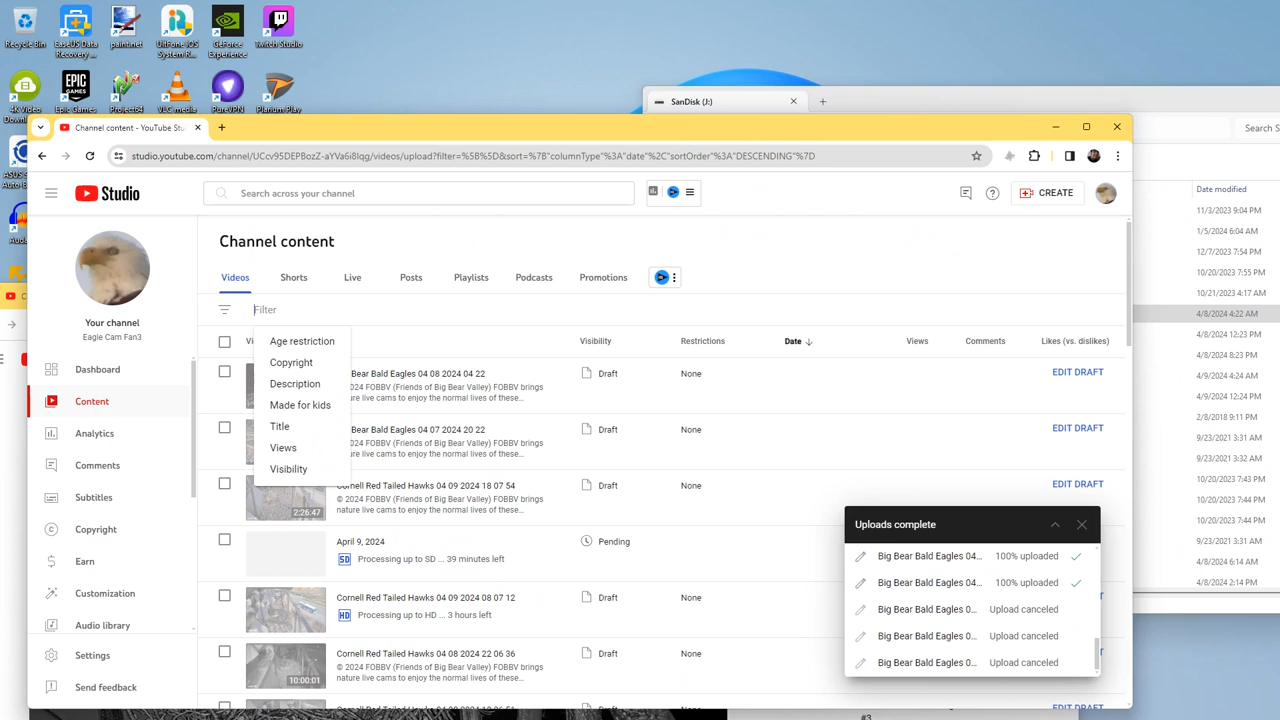 Recycle Bin
EaseUS Data
Recovery ...
paint.net
UltFone iOS
System R...
GeForce
Experience
Twitch Studio
4K Video
Downlo...
EPIC
GAMES
Epic Games
Project64
VLC media
PurePVN
Plarium Play
SanDisk (J:)
Channel content - YouTube Stu
studio.youtube.com/channel/UCcv95DEPBozZ-aYVa6i8Iqg/videos/upload?filter=%5B%5D&sort=%7B"columnType"%3A"date"%2C"sortOrder"%3A"DESCENDING"%7D
Search S
Studio
Search across your channel
CREATE
Date modified
11/3/2023 9:04 PM
1/5/2024 6:04 AM
12/7/2023 7:54 PM
10/20/2023 7:55 PM
10/21/2023 4:17 AM
4/8/2024 4:22 AM
4/8/2024 12:23 PM
4/8/2024 8:23 PM
4/9/2024 4:24 AM
4/9/2024 12:24 PM
2/8/2018 9:11 PM
9/23/2021 3:31 AM
9/23/2021 3:31 AM
10/20/2023 7:43 PM
10/20/2023 7:44 PM
10/20/2023 7:44 PM
9/23/2021 3:31 AM
10/20/2023 7:44 PM
4/8/2024 6:14 AM
4/8/2024 2:14 PM
Your channel
Eagle Cam Fan3
Dashboard
Content
Analytics
Comments
Subtitles
Copyright
Earn
Customization
Audio library
Settings
Send feedback
Channel content
Videos
Shorts
Live
Posts
Playlists
Podcasts
Promotions
Filter
Age restriction
Copyright
Description
Made for kids
Title
Views
Visibility
Visibility
Restrictions
Date
Views
Comments
Likes (vs. dislikes)
Bear Bald Eagles 04 08 2024 04 22
© 2024 FOBBV (Friends of Big Bear Valley) brings
nature live cams to enjoy the normal lives of these...
Draft
None
EDIT DRAFT
Bear Bald Eagles 04 07 2024 20 22
© 2024 FOBBV (Friends of Big Bear Valley) brings
nature live cams to enjoy the normal lives of these...
Draft
None
EDIT DRAFT
2:26:47
Cornell Red Tailed Hawks 04 09 2024 18 07 54
© 2024 FOBBV (Friends of Big Bear Valley) brings
nature live cams to enjoy the normal lives of these...
Draft
None
EDIT DRAFT
April 9, 2024
SD Processing up to SD ... 39 minutes left
Pending
Cornell Red Tailed Hawks 04 09 2024 08 07 12
HD Processing up to HD ... 3 hours left
Draft
None
10:00:01
Cornell Red Tailed Hawks 04 08 2024 22 06 36
© 2024 FOBBV (Friends of Big Bear Valley) brings
nature live cams to enjoy the normal lives of these...
Draft
None
Uploads complete
Big Bear Bald Eagles 04... 100% uploaded
Big Bear Bald Eagles 04... 100% uploaded
Big Bear Bald Eagles 0... Upload canceled
Big Bear Bald Eagles 0... Upload canceled
Big Bear Bald Eagles 0... Upload canceled
#3